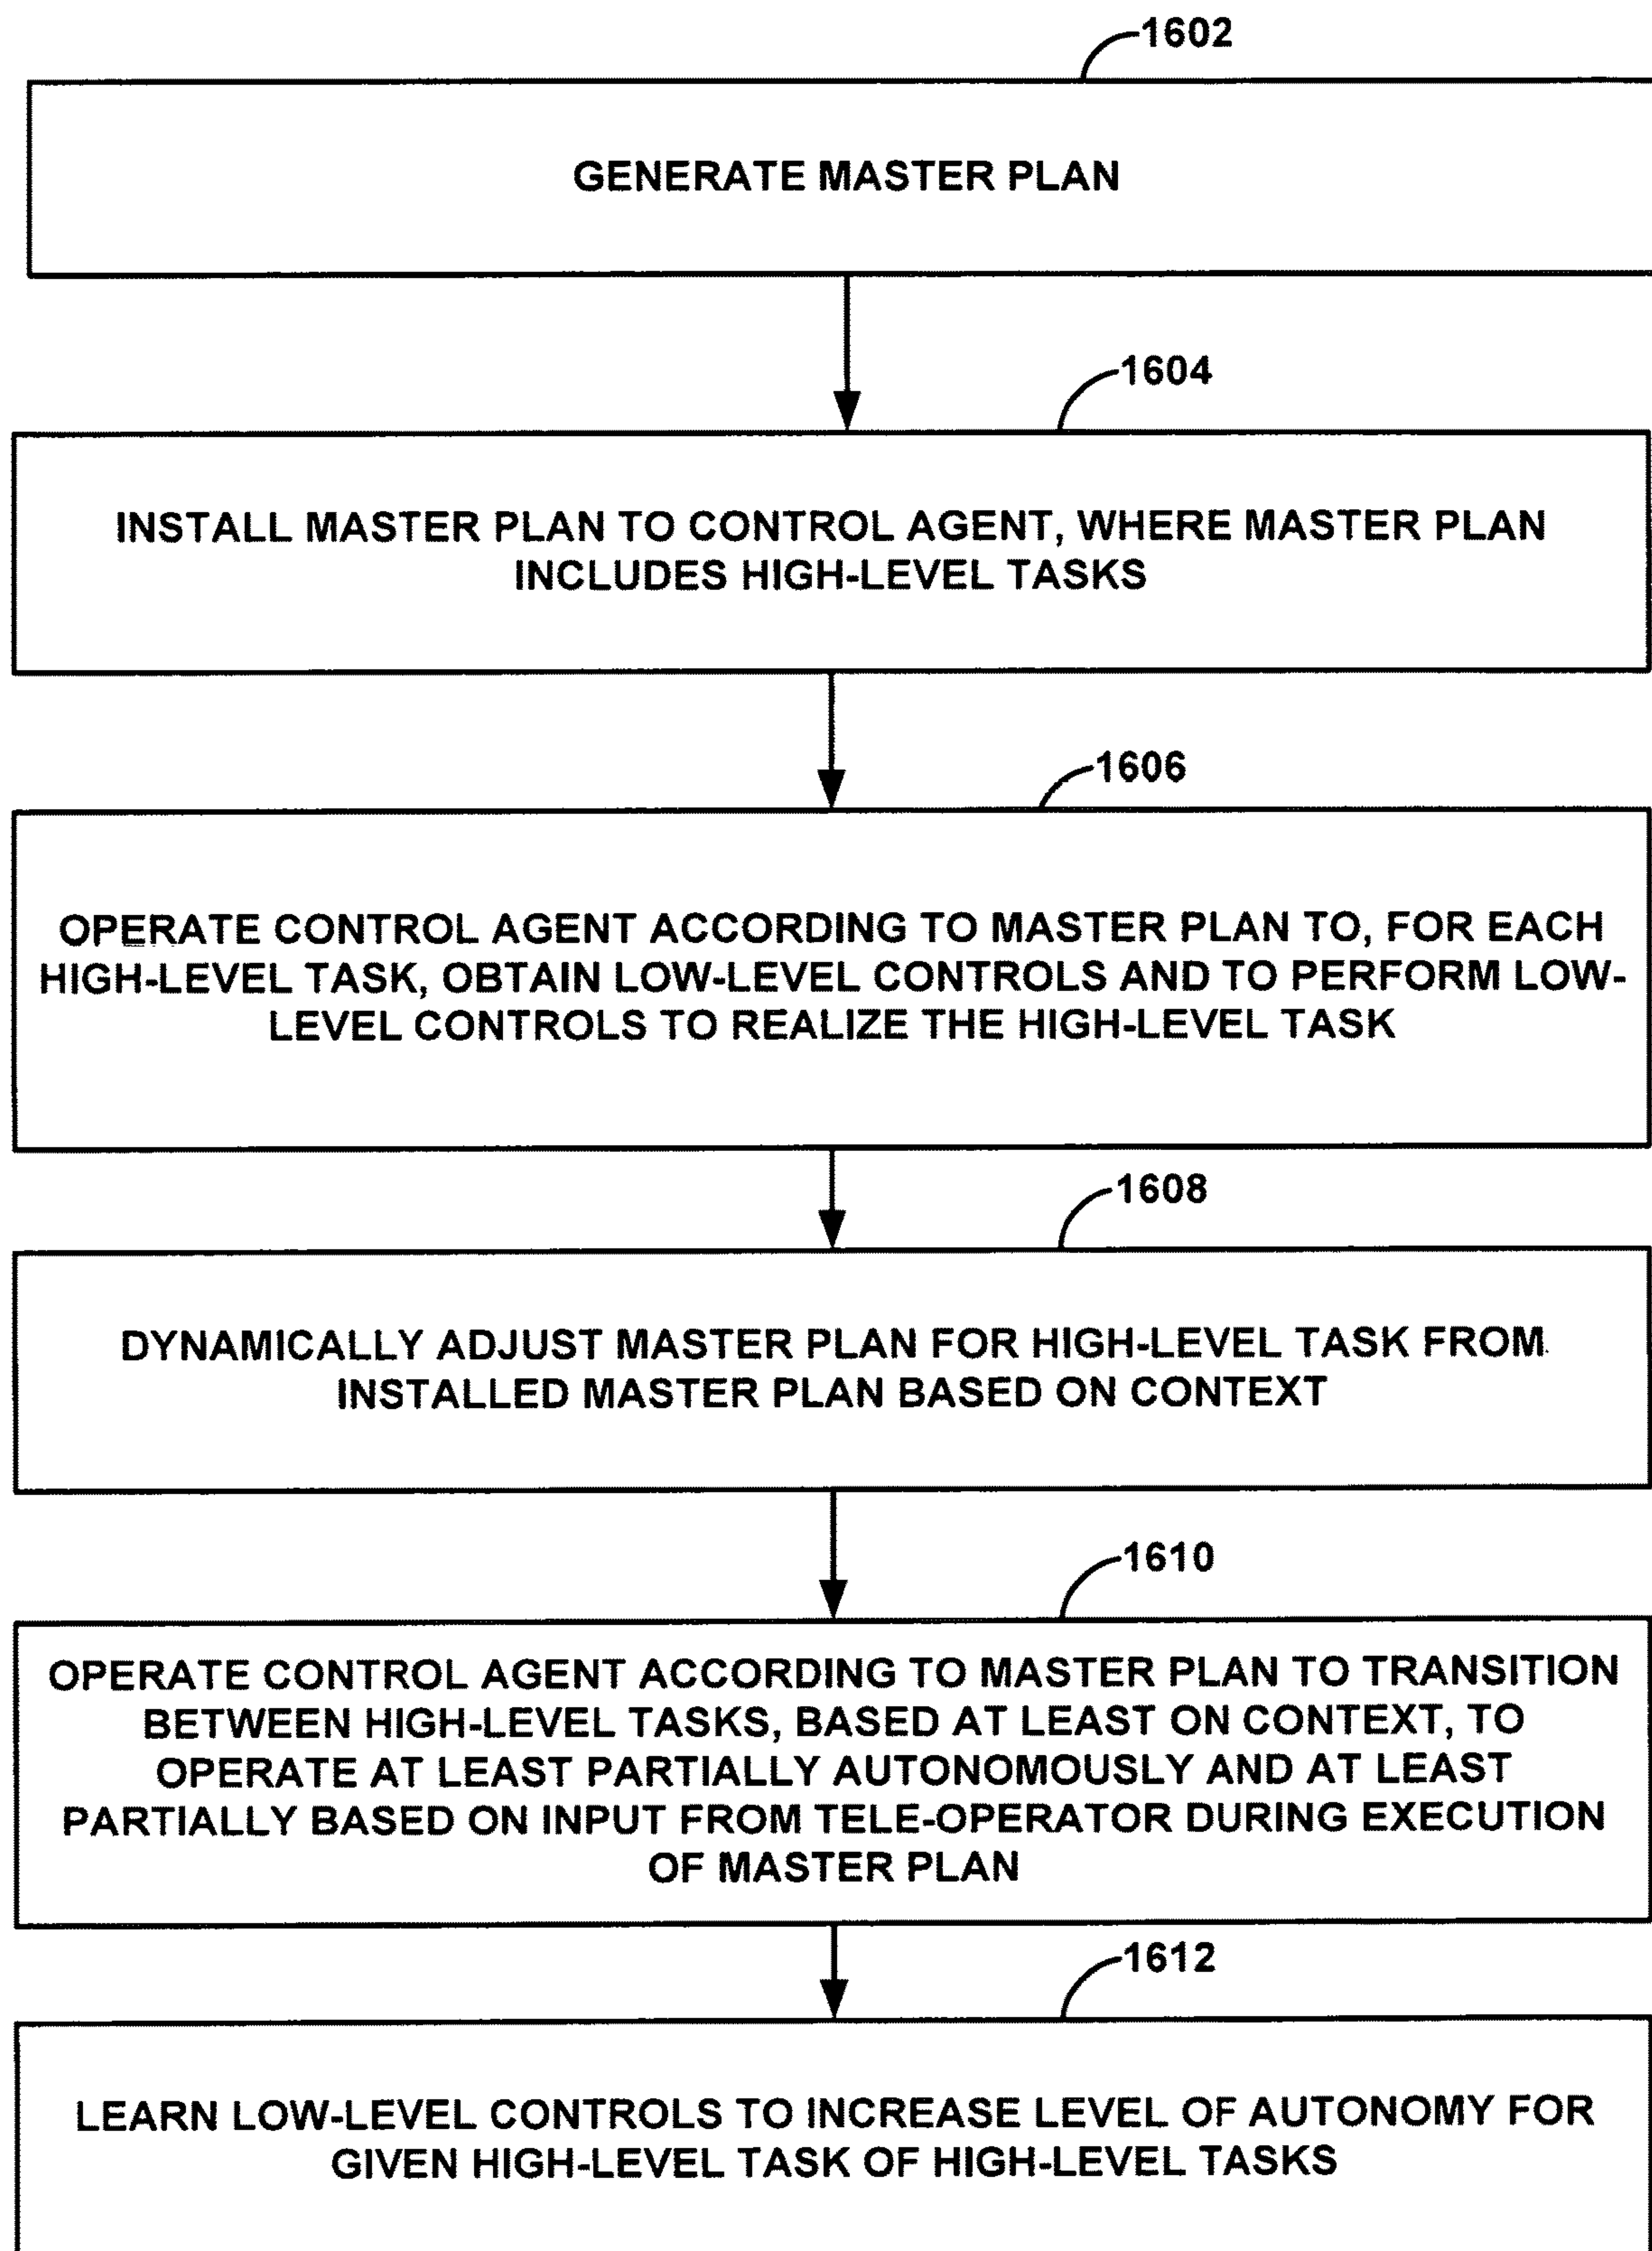 1602
GENERATE MASTER PLAN
1604
INSTALL MASTER PLAN TO CONTROL AGENT, WHERE MASTER PLAN
INCLUDES HIGH-LEVEL TASKS
1606
OPERATE CONTROL AGENT ACCORDING TO MASTER PLAN TO, FOR EACH
HIGH-LEVEL TASK, OBTAIN LOW-LEVEL CONTROLS AND TO PERFORM LOW-
LEVEL CONTROLS TO REALIZE THE HIGH-LEVEL TASK
1608
DYNAMICALLY ADJUST MASTER PLAN FOR HIGH-LEVEL TASK FROM
INSTALLED MASTER PLAN BASED ON CONTEXT
1610
OPERATE CONTROL AGENT ACCORDING TO MASTER PLAN TO TRANSITION
BETWEEN HIGH-LEVEL TASKS, BASED AT LEAST ON CONTEXT, TO
OPERATE AT LEAST PARTIALLY AUTONOMOUSLY AND AT LEAST
PARTIALLY BASED ON INPUT FROM TELE-OPERATOR DURING EXECUTION
OF MASTER PLAN
1612
LEARN LOW-LEVEL CONTROLS TO INCREASE LEVEL OF AUTONOMY FOR
GIVEN HIGH-LEVEL TASK OF HIGH-LEVEL TASKS